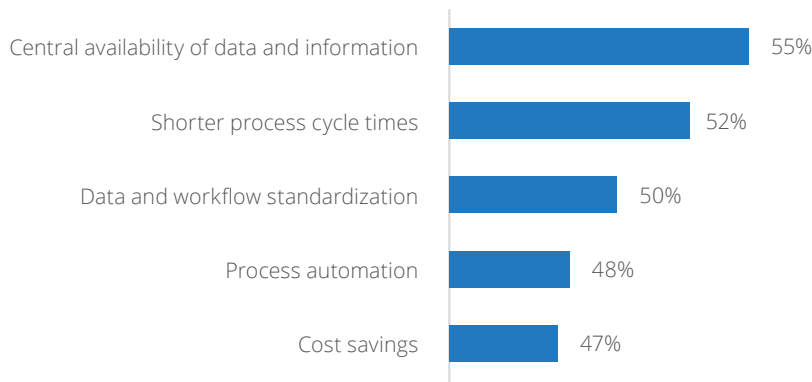 Central availability of data and information 55%
Shorter process cycle times 52%
Data and workflow standardization 50%
Process automation 48%
Cost savings 47%